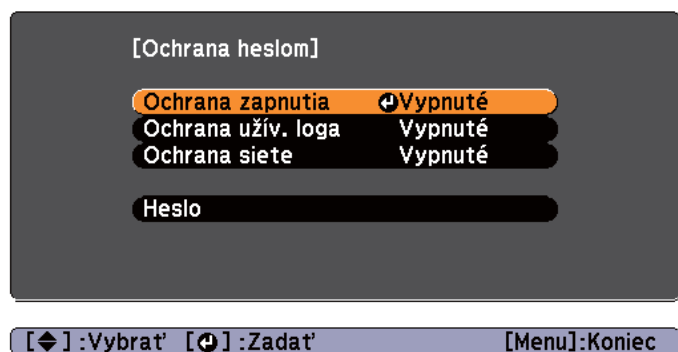 [Ochrana heslom]
Ochrana zapnutia Vypnuté
Ochrana užív. loga Vypnuté
Ochrana siete Vypnuté
Heslo
[◆]:Vybrať [↵]:Zadať [Menu]:Koniec